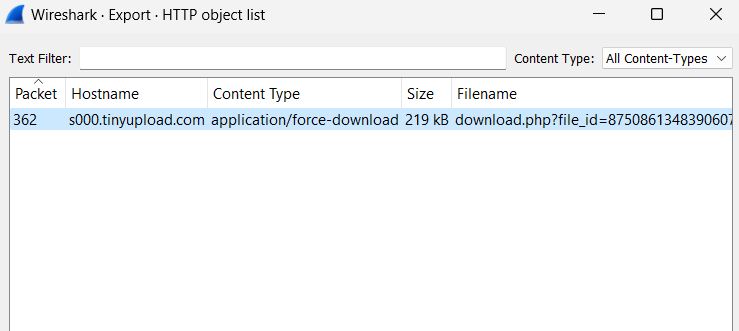 Wireshark · Export · HTTP object list
Text Filter: Content Type: All Content-Types
Packet Hostname Content Type Size Filename
362 s000.tinyupload.com application/force-download 219 kB download.php?file_id=8750861348390607